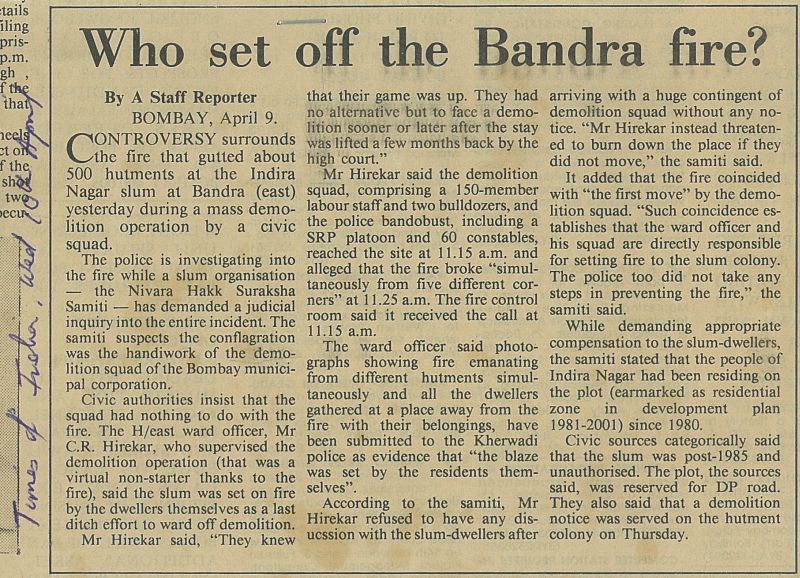 etails
iling
pris-
p.m.
gh ,
f the
that
heels
ct on
f the
sho
two
ecur
Times of India, Wed 10th April
Who set off the Bandra fire?
By A Staff Reporter
BOMBAY, April 9.
CONTROVERSY surrounds
the fire that gutted about
500 hutments at the Indira
Nagar slum at Bandra (east)
yesterday during a mass demo-
lition operation by a civic
squad.
The police is investigating into
the fire while a slum organisation
— the Nivara Hakk Suraksha
Samiti — has demanded a judicial
inquiry into the entire incident. The
samiti suspects the conflagration
was the handiwork of the demo-
lition squad of the Bombay munici-
pal corporation.
Civic authorities insist that the
squad had nothing to do with the
fire. The H/east ward officer, Mr
C.R. Hirekar, who supervised the
demolition operation (that was a
virtual non-starter thanks to the
fire), said the slum was set on fire
by the dwellers themselves as a last
ditch effort to ward off demolition.
Mr Hirekar said, "They knew
that their game was up. They had
no alternative but to face a demo-
lition sooner or later after the stay
was lifted a few months back by the
high court."
Mr Hirekar said the demolition
squad, comprising a 150-member
labour staff and two bulldozers, and
the police bandobust, including a
SRP platoon and 60 constables,
reached the site at 11.15 a.m. and
alleged that the fire broke "simul-
taneously from five different cor-
ners" at 11.25 a.m. The fire control
room said it received the call at
11.15 a.m.
The ward officer said photo-
graphs showing fire emanating
from different hutments simul-
taneously and all the dwellers
gathered at a place away from the
fire with their belongings, have
been submitted to the Kherwadi
police as evidence that "the blaze
was set by the residents them-
selves".
According to the samiti, Mr
Hirekar refused to have any dis-
ucssion with the slum-dwellers after
arriving with a huge contingent of
demolition squad without any no-
tice. "Mr Hirekar instead threaten-
ed to burn down the place if they
did not move," the samiti said.
It added that the fire coincided
with "the first move" by the demo-
lition squad. "Such coincidence es-
tablishes that the ward officer and
his squad are directly responsible
for setting fire to the slum colony.
The police too did not take any
steps in preventing the fire," the
samiti said.
While demanding appropriate
compensation to the slum-dwellers,
the samiti stated that the people of
Indira Nagar had been residing on
the plot (earmarked as residential
zone in development plan
1981-2001) since 1980.
Civic sources categorically said
that the slum was post-1985 and
unauthorised. The plot, the sources
said, was reserved for DP road.
They also said that a demolition
notice was served on the hutment
colony on Thursday.